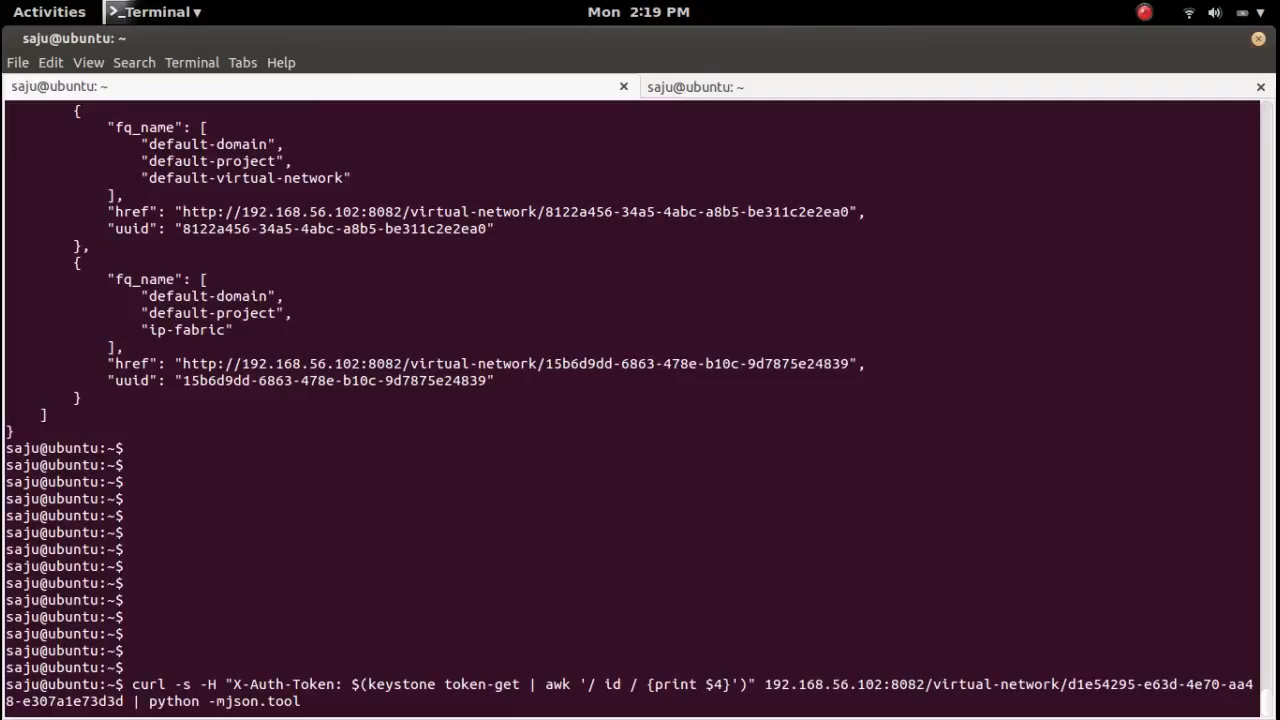 Activities
>_Terminal ▾
Mon 2:19 PM
saju@ubuntu: ~
File Edit View Search Terminal Tabs Help
saju@ubuntu: ~
saju@ubuntu: ~
{
"fq_name": [
"default-domain",
"default-project",
"default-virtual-network"
],
"href": "http://192.168.56.102:8082/virtual-network/8122a456-34a5-4abc-a8b5-be311c2e2ea0",
"uuid": "8122a456-34a5-4abc-a8b5-be311c2e2ea0"
},
{
"fq_name": [
"default-domain",
"default-project",
"ip-fabric"
],
"href": "http://192.168.56.102:8082/virtual-network/15b6d9dd-6863-478e-b10c-9d7875e24839",
"uuid": "15b6d9dd-6863-478e-b10c-9d7875e24839"
}
]
}
saju@ubuntu:~$
saju@ubuntu:~$
saju@ubuntu:~$
saju@ubuntu:~$
saju@ubuntu:~$
saju@ubuntu:~$
saju@ubuntu:~$
saju@ubuntu:~$
saju@ubuntu:~$
saju@ubuntu:~$
saju@ubuntu:~$
saju@ubuntu:~$
saju@ubuntu:~$
saju@ubuntu:~$
saju@ubuntu:~$ curl -s -H "X-Auth-Token: $(keystone token-get | awk '/ id / {print $4}')" 192.168.56.102:8082/virtual-network/d1e54295-e63d-4e70-aa4
8-e307a1e73d3d | python -mjson.tool